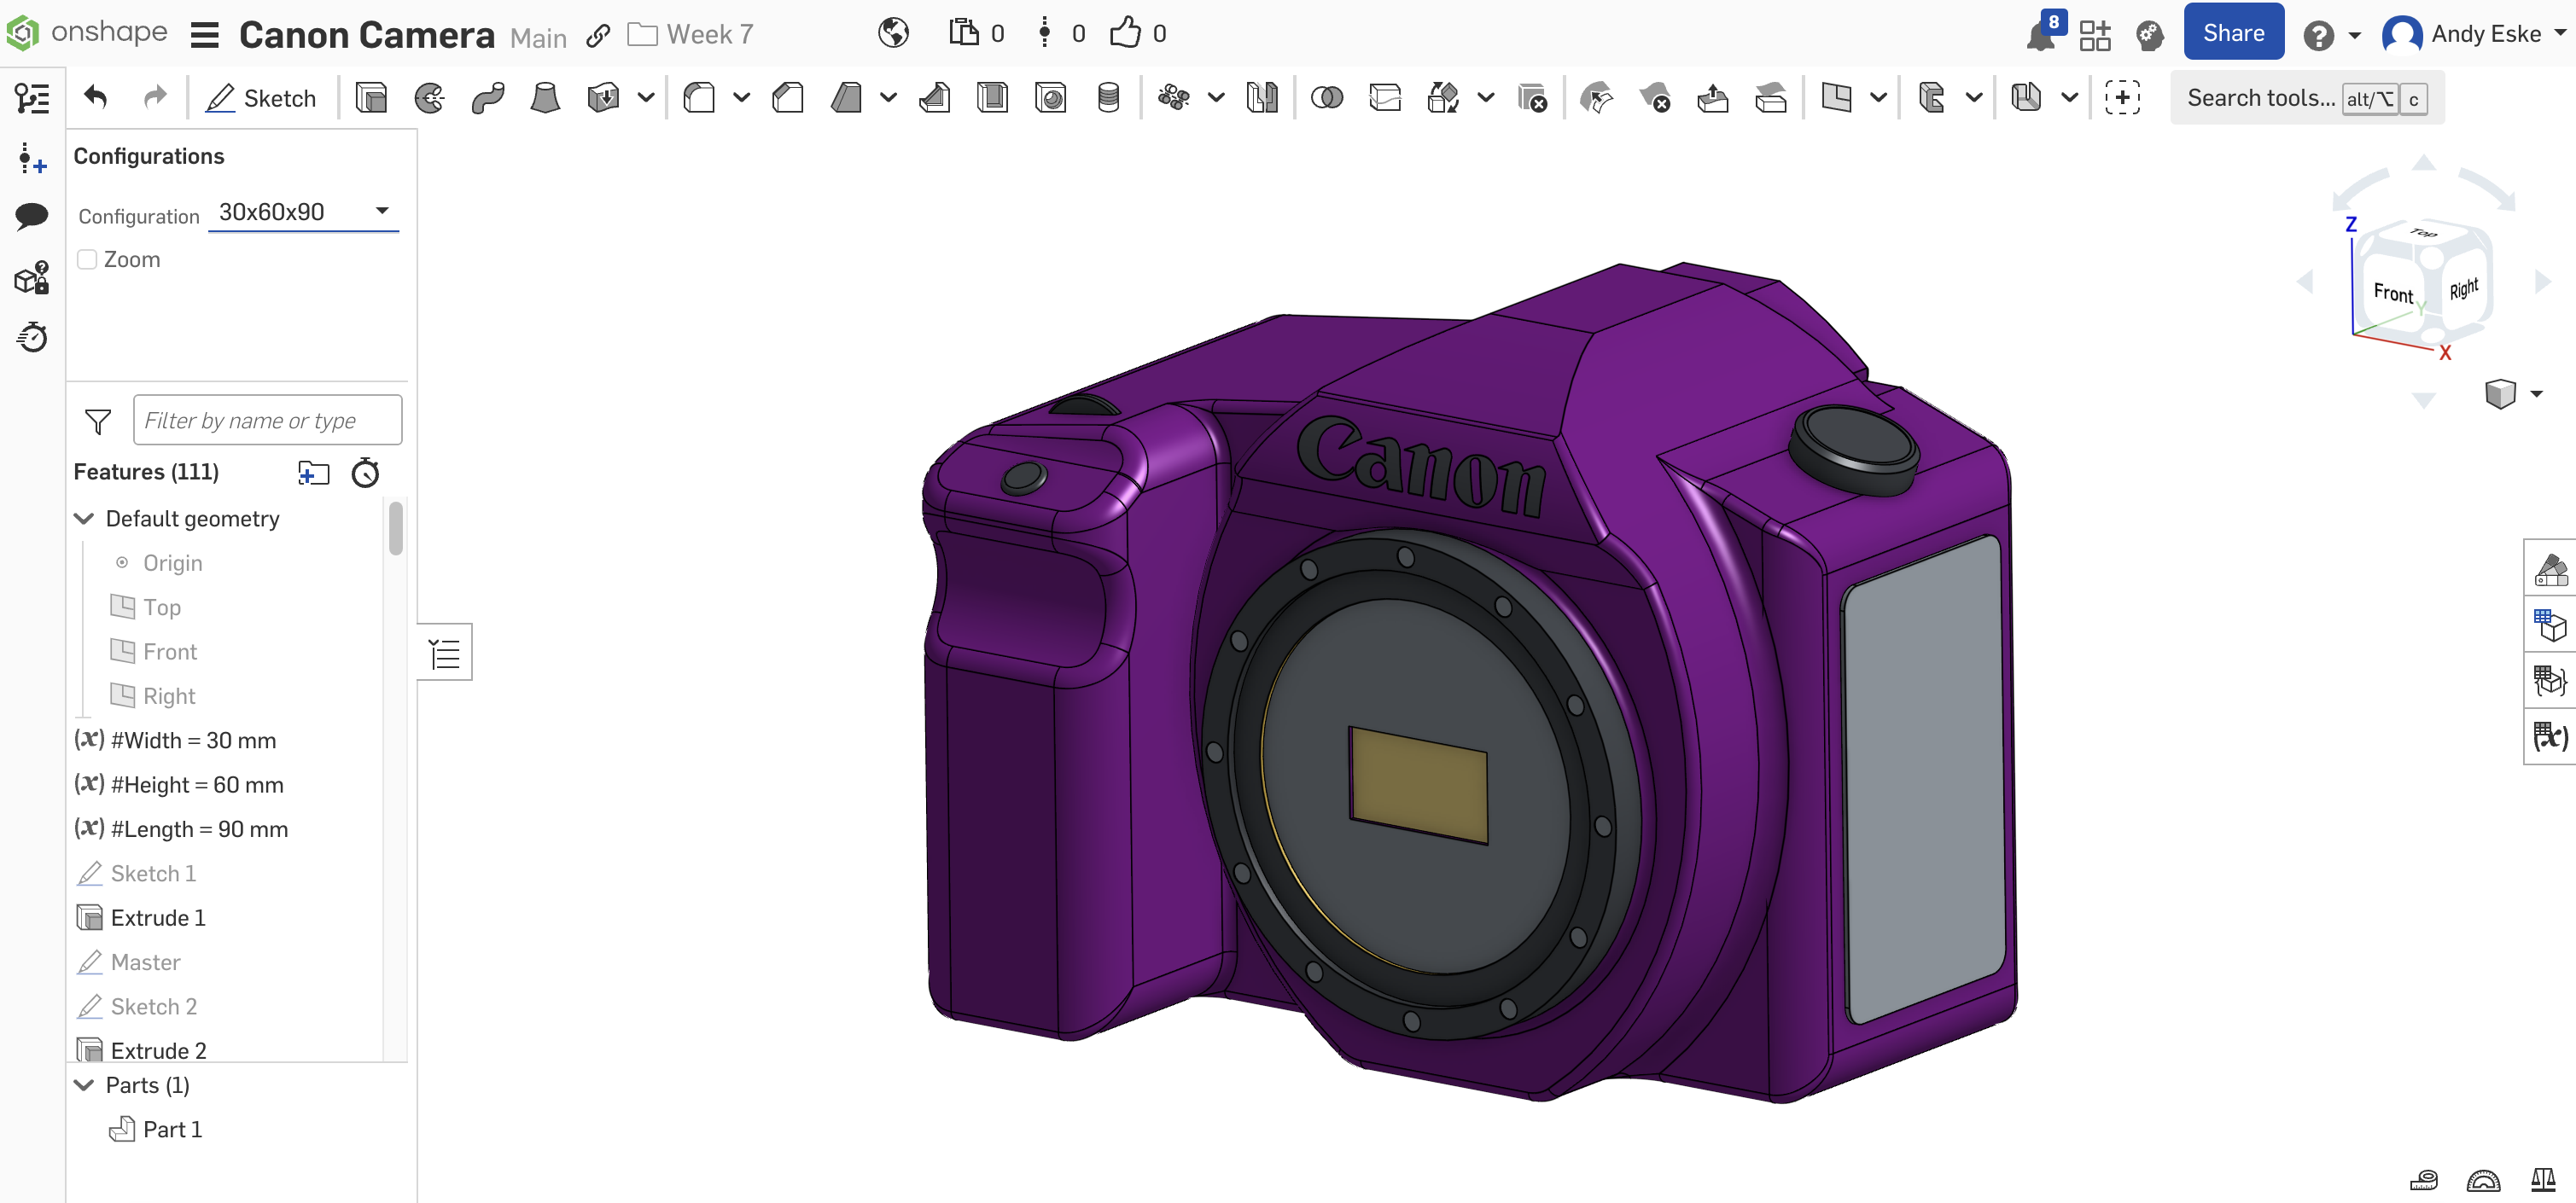 onshape Canon Camera Main Week 7 0 0 0 8 Share Andy Eske
Sketch Search tools... alt/⌥ c
Configurations
Configuration 30x60x90
Zoom
Filter by name or type
Features (111)
Default geometry
Origin
Top
Front
Right
(x) #Width = 30 mm
(x) #Height = 60 mm
(x) #Length = 90 mm
Sketch 1
Extrude 1
Master
Sketch 2
Extrude 2
Parts (1)
Part 1
Canon
Z
Top
Front Right
Y
X
(x)